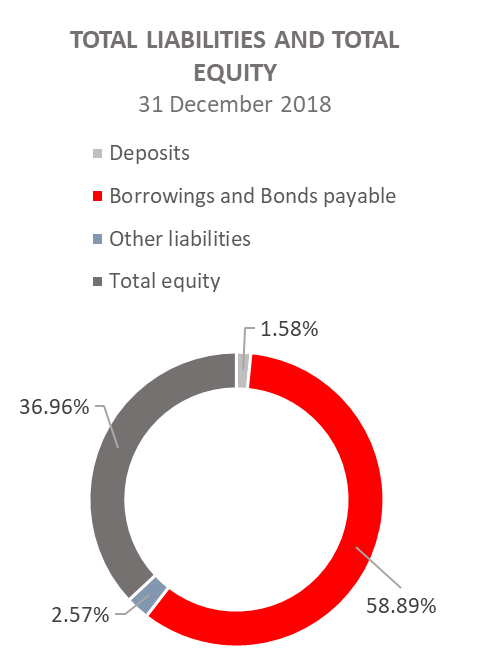 TOTAL LIABILITIES AND TOTAL
EQUITY
31 December 2018
Deposits
Borrowings and Bonds payable
Other liabilities
Total equity
1.58%
36.96%
58.89%
2.57%